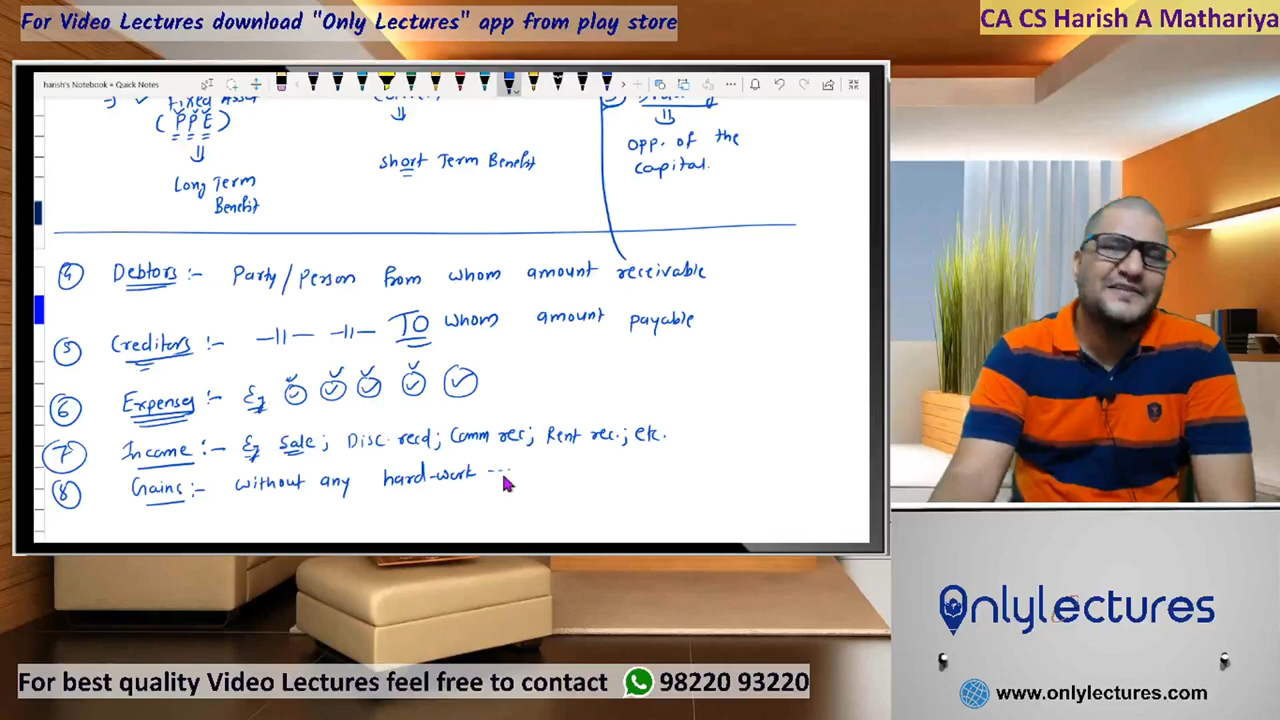 For Video Lectures download "Only Lectures" app from play store
CA CS Harish A Mathariya
harish's Notebook • Quick Notes
Fixed Asset
(PPE)
Long Term
Benefit
short Term Benefit
opp. of the
capital.
4 Debtors :- Party/Person from whom amount receivable
5 Creditors :- -||- -||- TO whom amount payable
6 Expenses :- Eg
7 Income :- Eg Sale; Disc. recd; Comm rec; Rent rec.; etc.
8 Gains :- without any hard-work ...
Onlylectures
www.onlylectures.com
For best quality Video Lectures feel free to contact 98220 93220